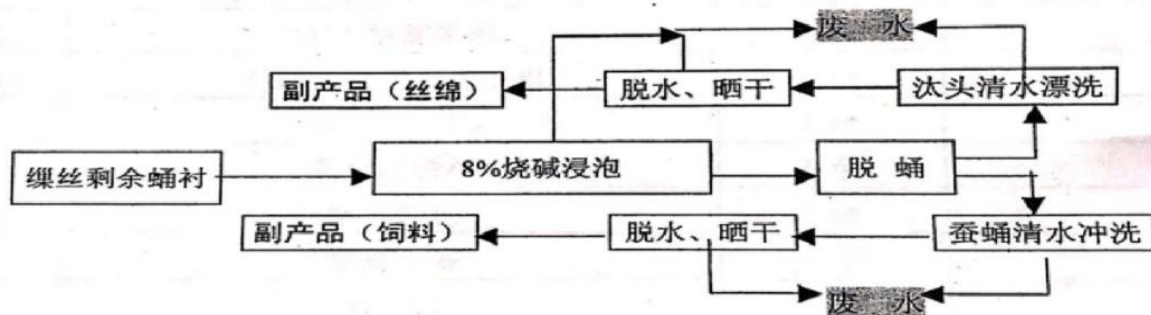 废 水
副产品（丝绵）
脱水、晒干
汰头清水漂洗
缫丝剩余蛹衬
8%烧碱浸泡
脱 蛹
副产品（饲料）
脱水、晒干
蚕蛹清水冲洗
废 水